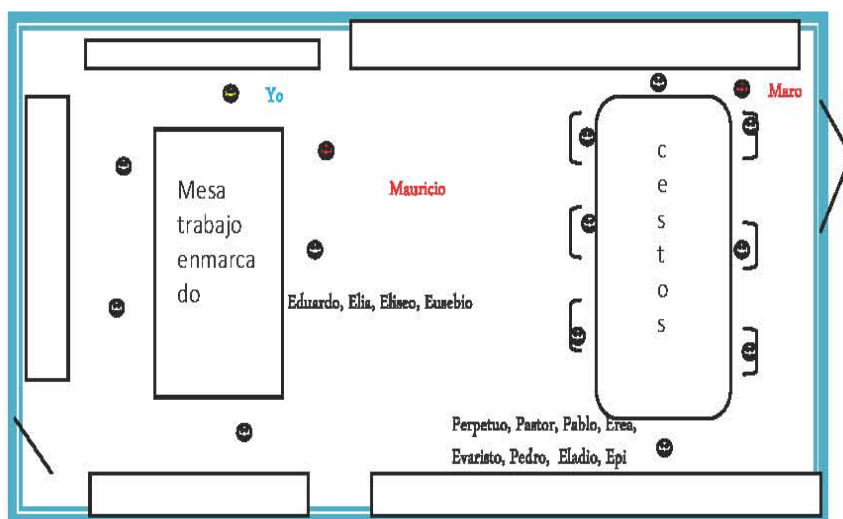 Yo
Maro
Mauricio
Mesa
trabajo
enmarca
do
Eduardo, Elia, Eliseo, Eusebio
c
e
s
t
o
s
Perpetuo, Pastor, Pablo, Erea,
Evaristo, Pedro, Eladio, Epi